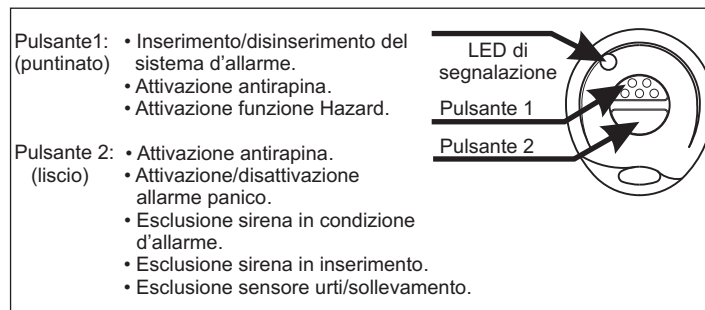 Pulsante1:
(puntinato)
• Inserimento/disinserimento del
sistema d'allarme.
• Attivazione antirapina.
• Attivazione funzione Hazard.
Pulsante 2:
(liscio)
• Attivazione antirapina.
• Attivazione/disattivazione
allarme panico.
• Esclusione sirena in condizione
d'allarme.
• Esclusione sirena in inserimento.
• Esclusione sensore urti/sollevamento.
LED di
segnalazione
Pulsante 1
Pulsante 2